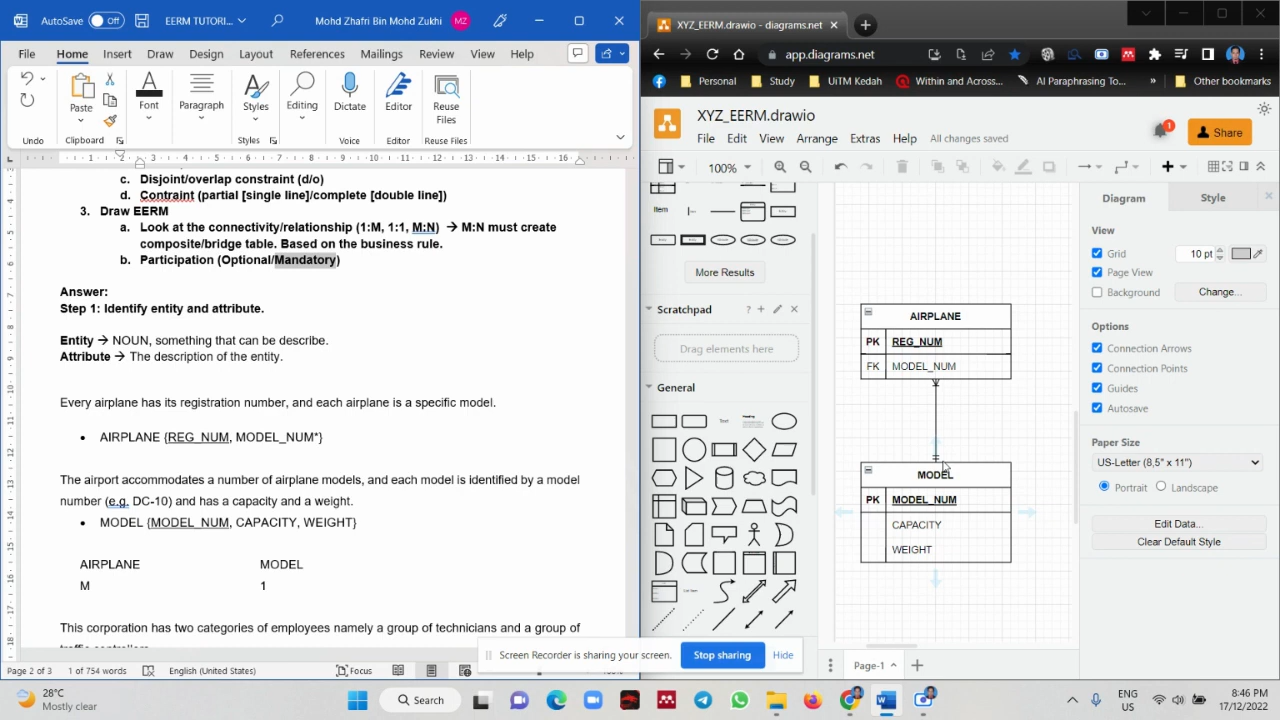 AutoSave Off EERM TUTORI... Mohd Zhafri Bin Mohd Zukhi MZ
File Home Insert Draw Design Layout References Mailings Review View Help
Paste Font Paragraph Styles Editing Dictate Editor Reuse Files
Undo Clipboard Styles Voice Editor Reuse Files
c. Disjoint/overlap constraint (d/o)
d. Contraint (partial [single line]/complete [double line])
3. Draw EERM
a. Look at the connectivity/relationship (1:M, 1:1, M:N) → M:N must create
composite/bridge table. Based on the business rule.
b. Participation (Optional/Mandatory)
Answer:
Step 1: Identify entity and attribute.
Entity → NOUN, something that can be describe.
Attribute → The description of the entity.
Every airplane has its registration number, and each airplane is a specific model.
• AIRPLANE {REG_NUM, MODEL_NUM*}
The airport accommodates a number of airplane models, and each model is identified by a model
number (e.g. DC-10) and has a capacity and a weight.
• MODEL {MODEL_NUM, CAPACITY, WEIGHT}
AIRPLANE MODEL
M 1
This corporation has two categories of employees namely a group of technicians and a group of
Page 2 of 3 1 of 754 words English (United States) Focus
XYZ_EERM.drawio - diagrams.net
app.diagrams.net
Personal Study UiTM Kedah Within and Across... AI Paraphrasing To... » Other bookmarks
XYZ_EERM.drawio
File Edit View Arrange Extras Help All changes saved 1 Share
100%
Item
More Results
Scratchpad ?
Drag elements here
General
Text Heading
AIRPLANE
PK REG_NUM
FK MODEL_NUM
MODEL
PK MODEL_NUM
CAPACITY
WEIGHT
Diagram Style
View
Grid 10 pt
Page View
Background Change...
Options
Connection Arrows
Connection Points
Guides
Autosave
Paper Size
US-Letter (8,5" x 11")
Portrait Landscape
Edit Data...
Clear Default Style
Page-1
Screen Recorder is sharing your screen. Stop sharing Hide
28°C
Mostly clear
Search
ENG
US
8:46 PM
17/12/2022